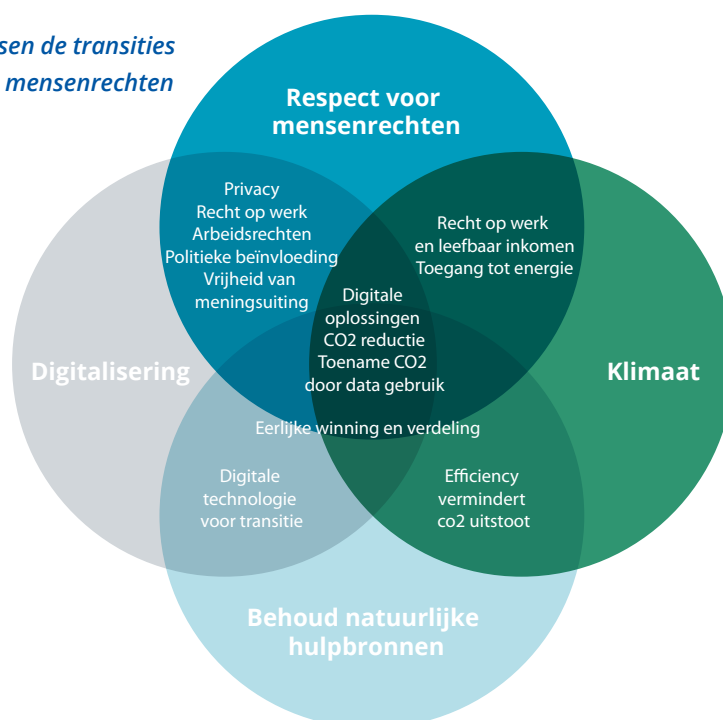 sen de transities
mensenrechten
Respect voor
mensenrechten
Privacy
Recht op werk
Arbeidsrechten
Politieke beïnvloeding
Vrijheid van
meningsuiting
Recht op werk
en leefbaar inkomen
Toegang tot energie
Digitale
oplossingen
CO2 reductie
Toename CO2
door data gebruik
Digitalisering
Klimaat
Eerlijke winning en verdeling
Digitale
technologie
voor transitie
Efficiency
vermindert
co2 uitstoot
Behoud natuurlijke
hulpbronnen